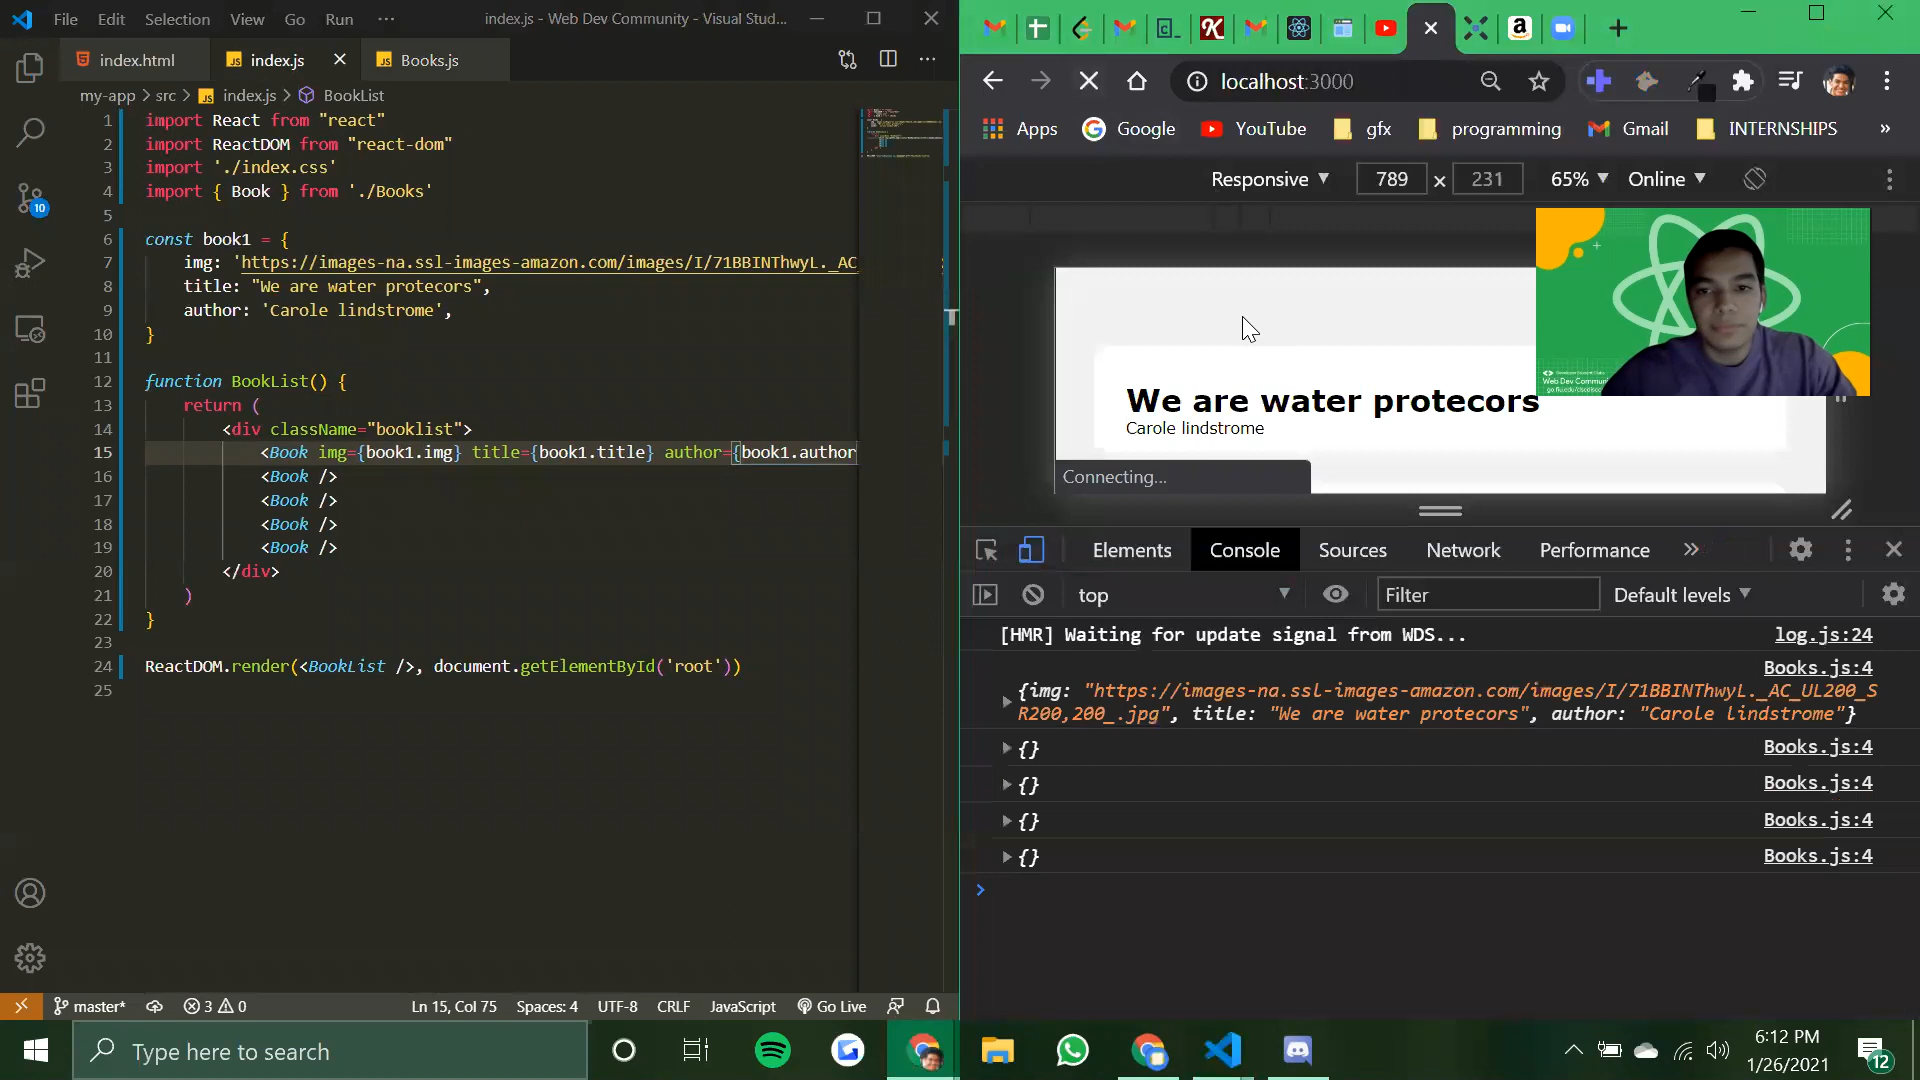 File Edit Selection View Go Run ··· index.js - Web Dev Community - Visual Stud...
index.html index.js Books.js
my-app > src > index.js > BookList
1 import React from "react"
2 import ReactDOM from "react-dom"
3 import './index.css'
4 import { Book } from './Books'
5
6 const book1 = {
7 img: 'https://images-na.ssl-images-amazon.com/images/I/71BBINThwyL._AC_
8 title: "We are water protecors",
9 author: 'Carole lindstrome',
10 }
11
12 function BookList() {
13 return (
14 <div className="booklist">
15 <Book img={book1.img} title={book1.title} author={book1.author
16 <Book />
17 <Book />
18 <Book />
19 <Book />
20 </div>
21 )
22 }
23
24 ReactDOM.render(<BookList />, document.getElementById('root'))
25
10
master* 3 0 Ln 15, Col 75 Spaces: 4 UTF-8 CRLF JavaScript Go Live
localhost:3000
Apps Google YouTube gfx programming Gmail INTERNSHIPS »
Responsive 789 × 231 65% Online
We are water protecors
Carole lindstrome
Connecting...
Web Dev Commun
Elements Console Sources Network Performance »
top Filter Default levels
[HMR] Waiting for update signal from WDS... log.js:24
Books.js:4
{img: "https://images-na.ssl-images-amazon.com/images/I/71BBINThwyL._AC_UL200_S
R200,200_.jpg", title: "We are water protecors", author: "Carole lindstrome"}
{} Books.js:4
{} Books.js:4
{} Books.js:4
{} Books.js:4
Type here to search
6:12 PM
1/26/2021
12